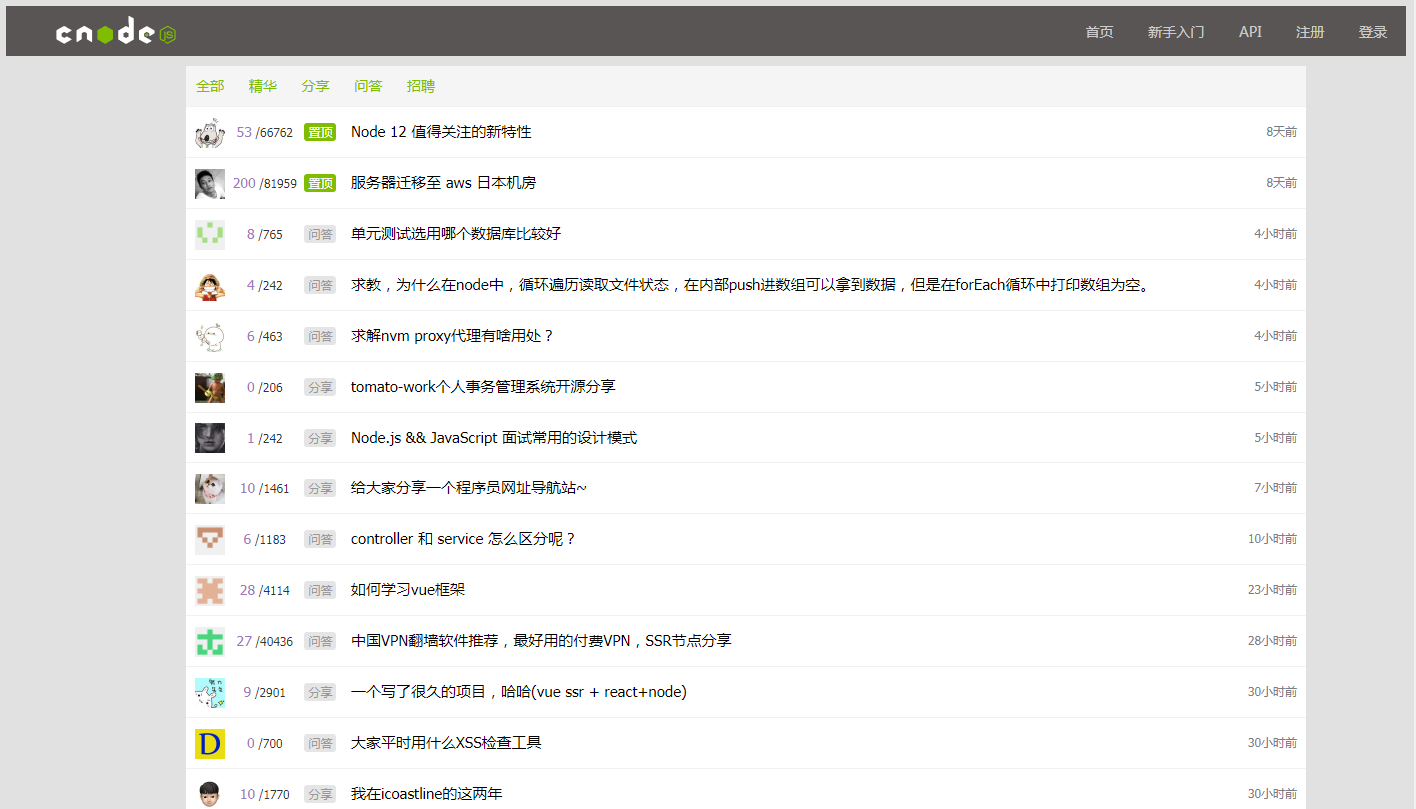 cnode JS 首页 新手入门 API 注册 登录
全部 精华 分享 问答 招聘
53 /66762 置顶 Node 12 值得关注的新特性 8天前
200 /81959 置顶 服务器迁移至 aws 日本机房 8天前
8 /765 问答 单元测试选用哪个数据库比较好 4小时前
4 /242 问答 求教，为什么在node中，循环遍历读取文件状态，在内部push进数组可以拿到数据，但是在forEach循环中打印数组为空。 4小时前
6 /463 问答 求解nvm proxy代理有啥用处？ 4小时前
0 /206 分享 tomato-work个人事务管理系统开源分享 5小时前
1 /242 分享 Node.js && JavaScript 面试常用的设计模式 5小时前
10 /1461 分享 给大家分享一个程序员网址导航站~ 7小时前
6 /1183 问答 controller 和 service 怎么区分呢？ 10小时前
28 /4114 问答 如何学习vue框架 23小时前
27 /40436 问答 中国VPN翻墙软件推荐，最好用的付费VPN，SSR节点分享 28小时前
9 /2901 分享 一个写了很久的项目，哈哈(vue ssr + react+node) 30小时前
D 0 /700 问答 大家平时用什么XSS检查工具 30小时前
10 /1770 分享 我在icoastline的这两年 30小时前